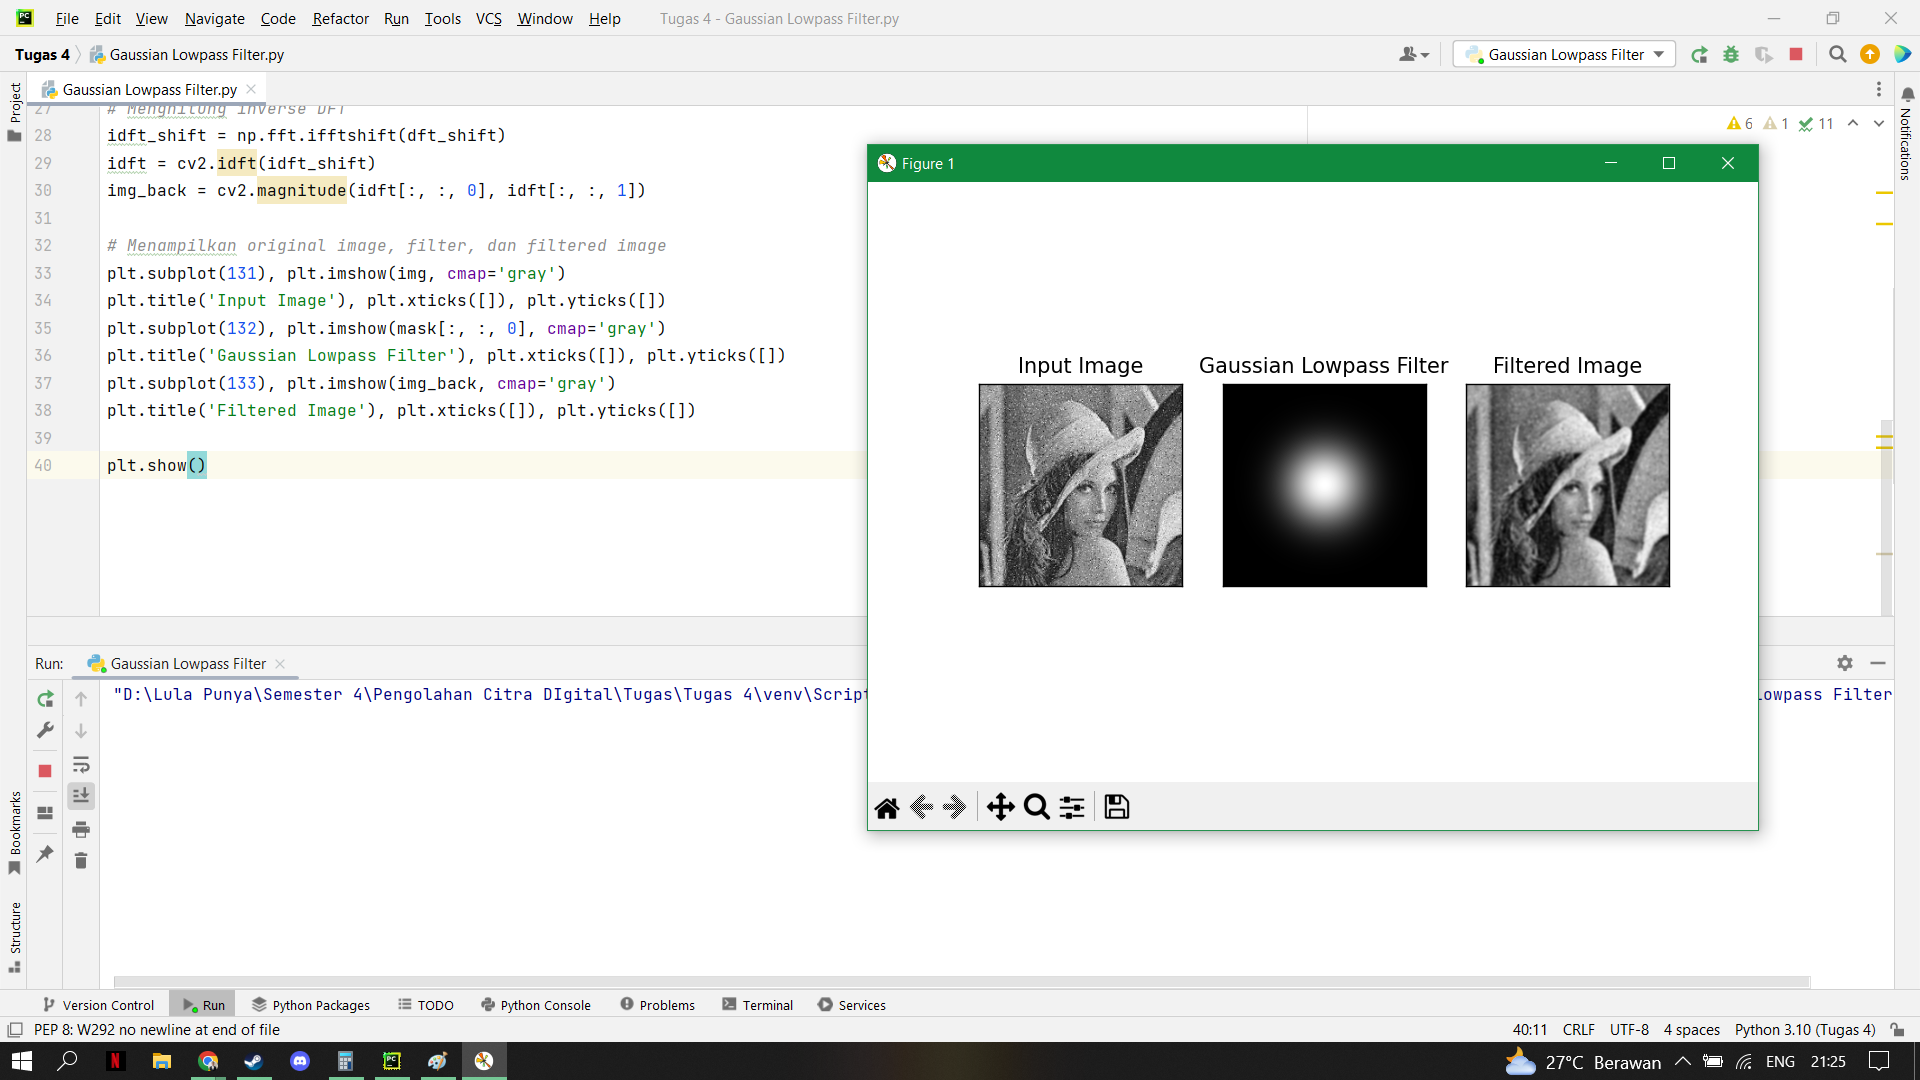 File Edit View Navigate Code Refactor Run Tools VCS Window Help Tugas 4 - Gaussian Lowpass Filter.py
Tugas 4 Gaussian Lowpass Filter.py Gaussian Lowpass Filter
Project
Gaussian Lowpass Filter.py
Notifications
6 1 11
27 # Menghitung inverse DFT
28 idft_shift = np.fft.ifftshift(dft_shift)
29 idft = cv2.idft(idft_shift)
30 img_back = cv2.magnitude(idft[:, :, 0], idft[:, :, 1])
31
32 # Menampilkan original image, filter, dan filtered image
33 plt.subplot(131), plt.imshow(img, cmap='gray')
34 plt.title('Input Image'), plt.xticks([]), plt.yticks([])
35 plt.subplot(132), plt.imshow(mask[:, :, 0], cmap='gray')
36 plt.title('Gaussian Lowpass Filter'), plt.xticks([]), plt.yticks([])
37 plt.subplot(133), plt.imshow(img_back, cmap='gray')
38 plt.title('Filtered Image'), plt.xticks([]), plt.yticks([])
39
40 plt.show()
Figure 1
Input Image Gaussian Lowpass Filter Filtered Image
Run: Gaussian Lowpass Filter
"D:\Lula Punya\Semester 4\Pengolahan Citra DIgital\Tugas\Tugas 4\venv\Script
owpass Filter
Bookmarks
Structure
Version Control Run Python Packages TODO Python Console Problems Terminal Services
PEP 8: W292 no newline at end of file 40:11 CRLF UTF-8 4 spaces Python 3.10 (Tugas 4)
27°C Berawan ENG 21:25